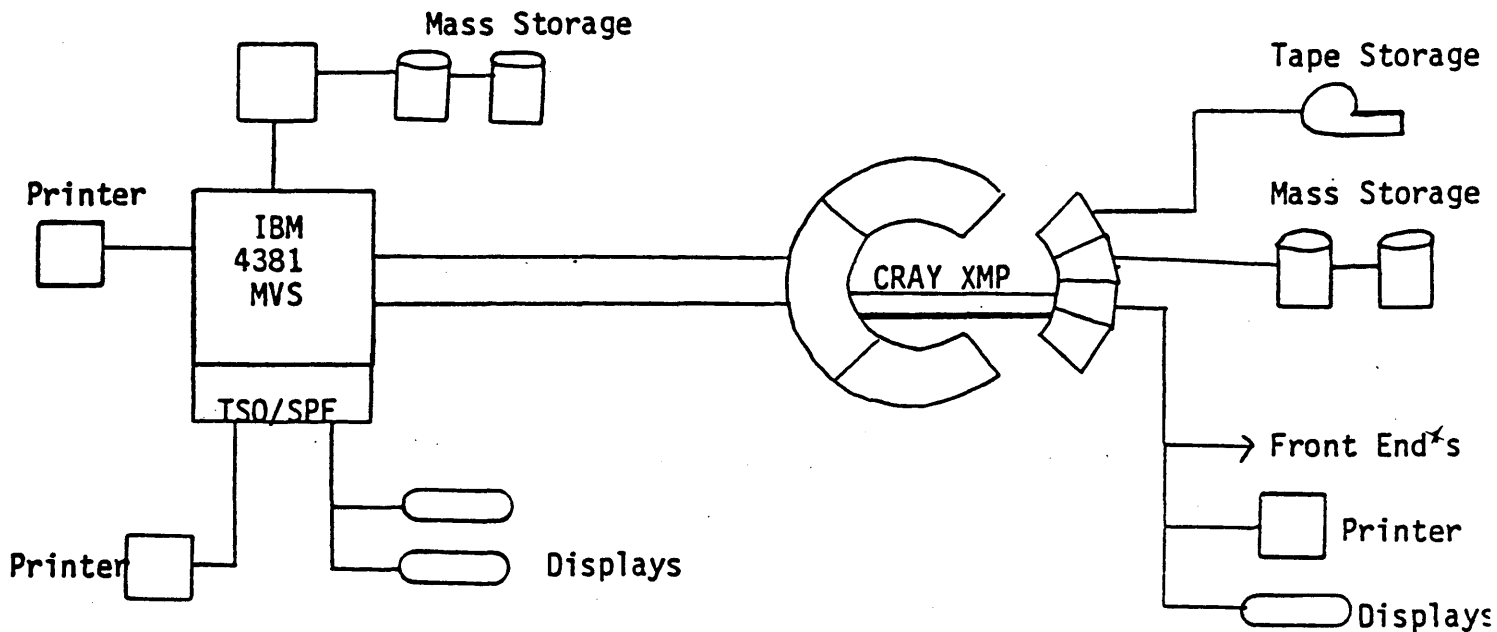 Mass Storage
Tape Storage
Printer
Mass Storage
IBM
4381
MVS
CRAY XMP
TSO/SPF
Front End's
Printer
Printer
Displays
Displays